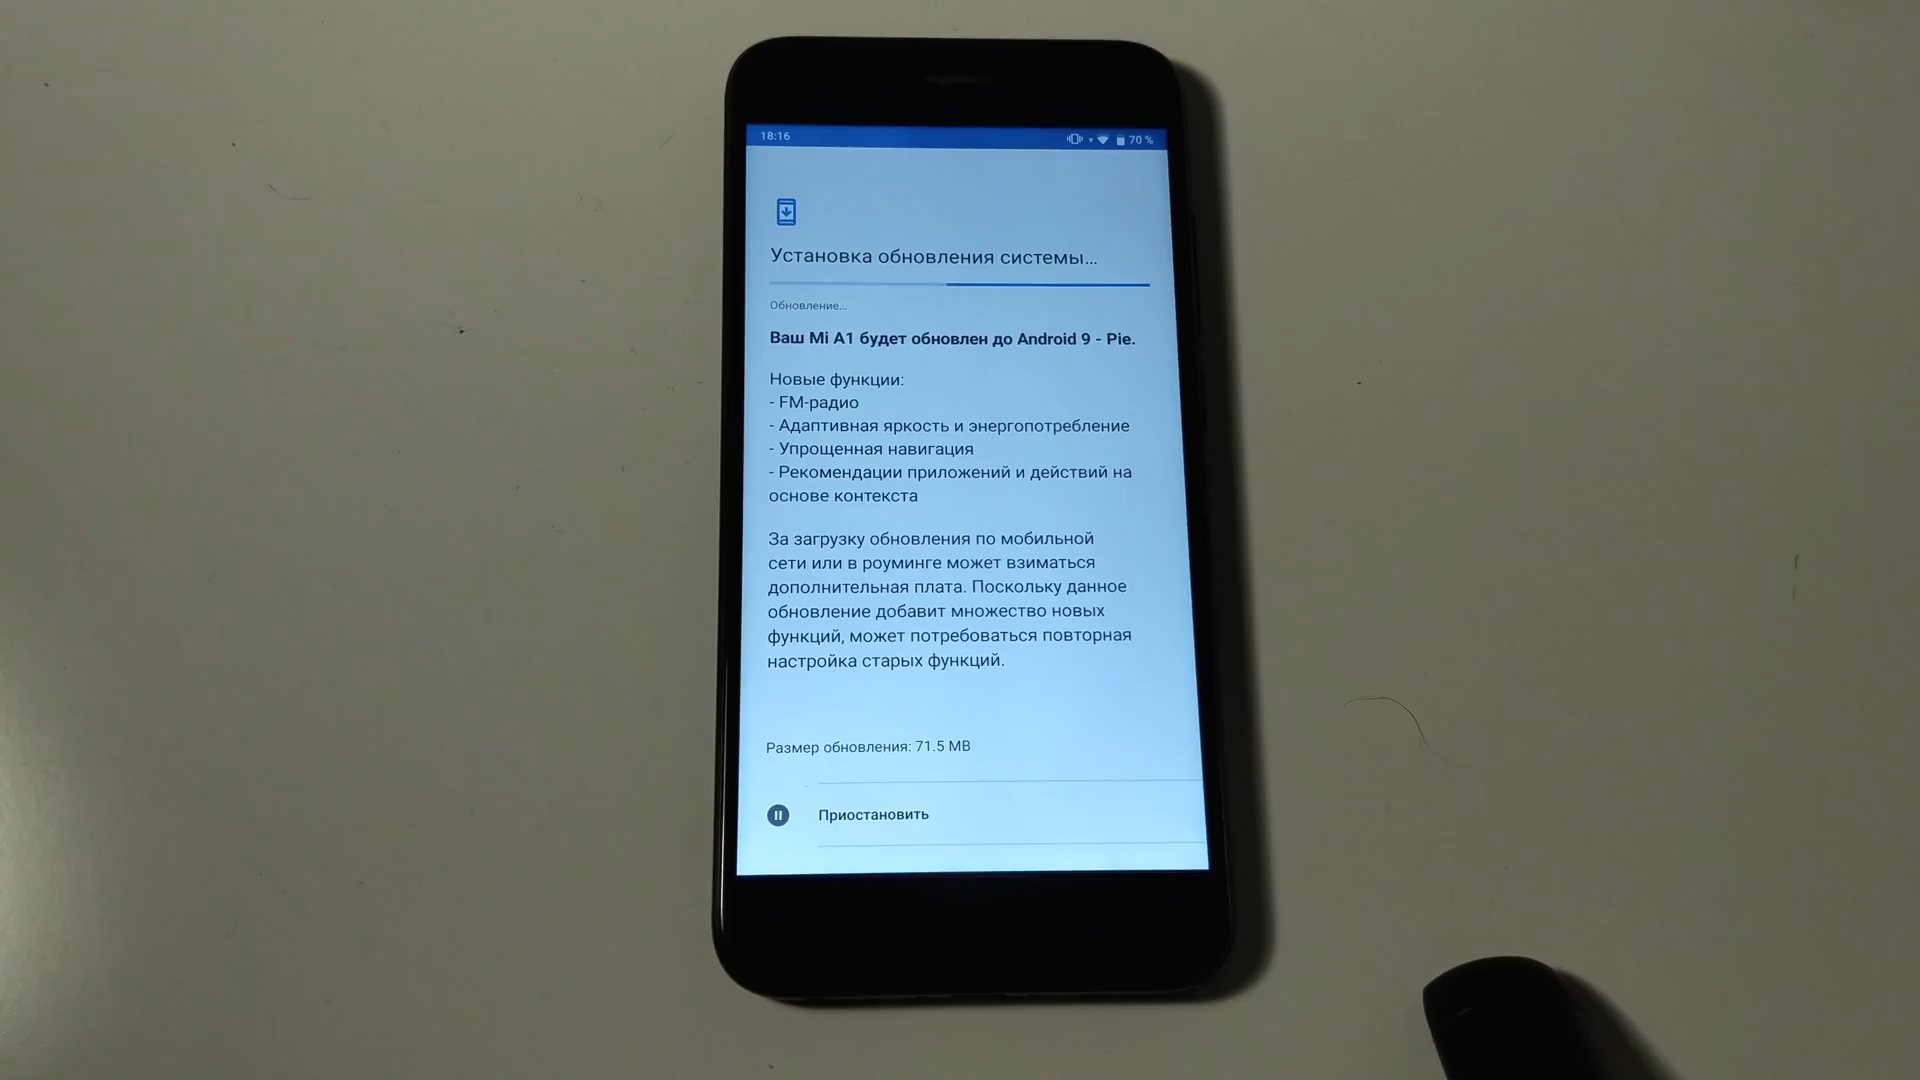 18:16
70 %
Установка обновления системы...
Обновление...
Ваш Mi A1 будет обновлен до Android 9 - Pie.
Новые функции:
- FM-радио
- Адаптивная яркость и энергопотребление
- Упрощенная навигация
- Рекомендации приложений и действий на
основе контекста
За загрузку обновления по мобильной
сети или в роуминге может взиматься
дополнительная плата. Поскольку данное
обновление добавит множество новых
функций, может потребоваться повторная
настройка старых функций.
Размер обновления: 71.5 MB
Приостановить